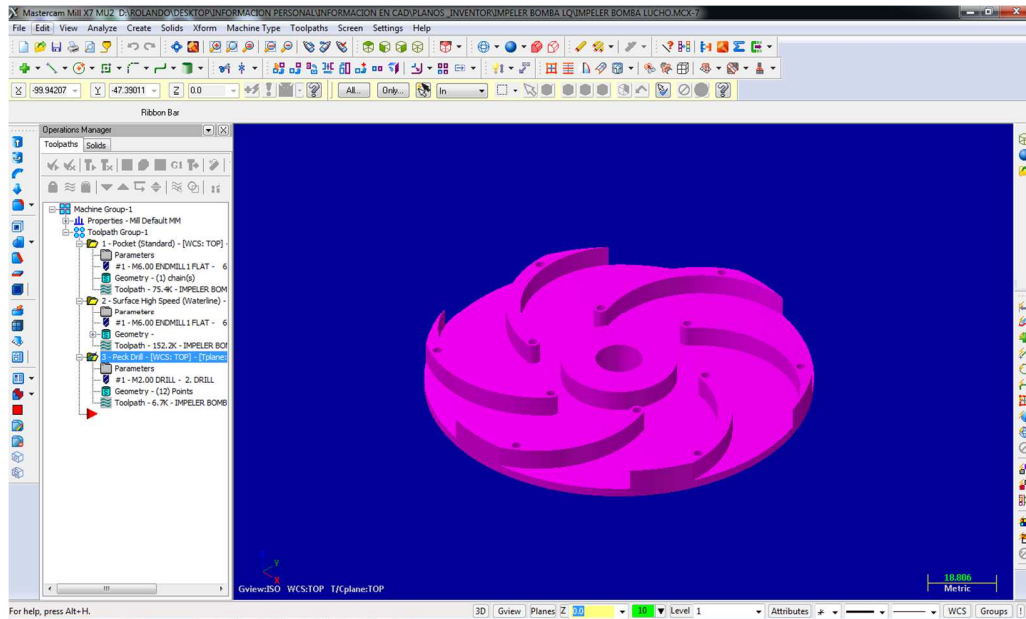 Mastercam Mill X7 MU2 D:\ROLANDO\DESKTOP\INFORMACION PERSONAL\INFORMACION EN CAD\PLANOS_INVENTOR\IMPELER BOMBA LQ\IMPELER BOMBA LUCHO.MCX-7
File Edit View Analyze Create Solids Xform Machine Type Toolpaths Screen Settings Help
X -99.94207 Y -47.39011 Z 0.0 All... Only... In
Ribbon Bar
Operations Manager
Toolpaths Solids
G1
Machine Group-1
Properties - Mill Default MM
Toolpath Group-1
1 - Pocket (Standard) - [WCS: TOP] -
Parameters
#1 - M6.00 ENDMILL1 FLAT - 6
Geometry - (1) chain(s)
Toolpath - 75.4K - IMPELER BOM
2 - Surface High Speed (Waterline) -
Parameters
#1 - M6.00 ENDMILL1 FLAT - 6
Geometry -
Toolpath - 152.2K - IMPELER BO
3 - Peck Drill - [WCS: TOP] - [Tplane:
Parameters
#1 - M2.00 DRILL - 2. DRILL
Geometry - (12) Points
Toolpath - 6.7K - IMPELER BOMB
Y
X
Gview:ISO WCS:TOP T/Cplane:TOP
18.806
Metric
For help, press Alt+H.
3D Gview Planes Z 0.0 10 Level 1 Attributes WCS Groups